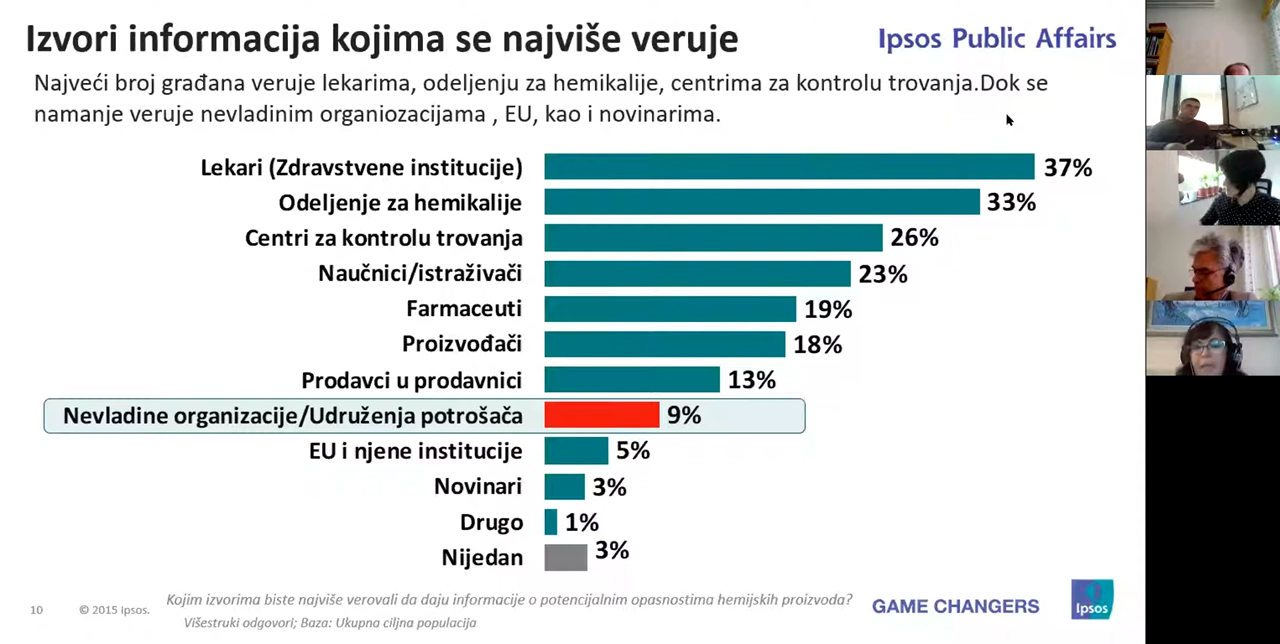 Izvori informacija kojima se najviše veruje
Ipsos Public Affairs
Najveći broj građana veruje lekarima, odeljenju za hemikalije, centrima za kontrolu trovanja.Dok se
namanje veruje nevladinim organiozacijama , EU, kao i novinarima.
Lekari (Zdravstvene institucije) 37%
Odeljenje za hemikalije 33%
Centri za kontrolu trovanja 26%
Naučnici/istraživači 23%
Farmaceuti 19%
Proizvođači 18%
Prodavci u prodavnici 13%
Nevladine organizacije/Udruženja potrošača 9%
EU i njene institucije 5%
Novinari 3%
Drugo 1%
Nijedan 3%
Kojim izvorima biste najviše verovali da daju informacije o potencijalnim opasnostima hemijskih proizvoda?
10 © 2015 Ipsos.
Višestruki odgovori; Baza: Ukupna ciljna populacija
GAME CHANGERS
Ipsos